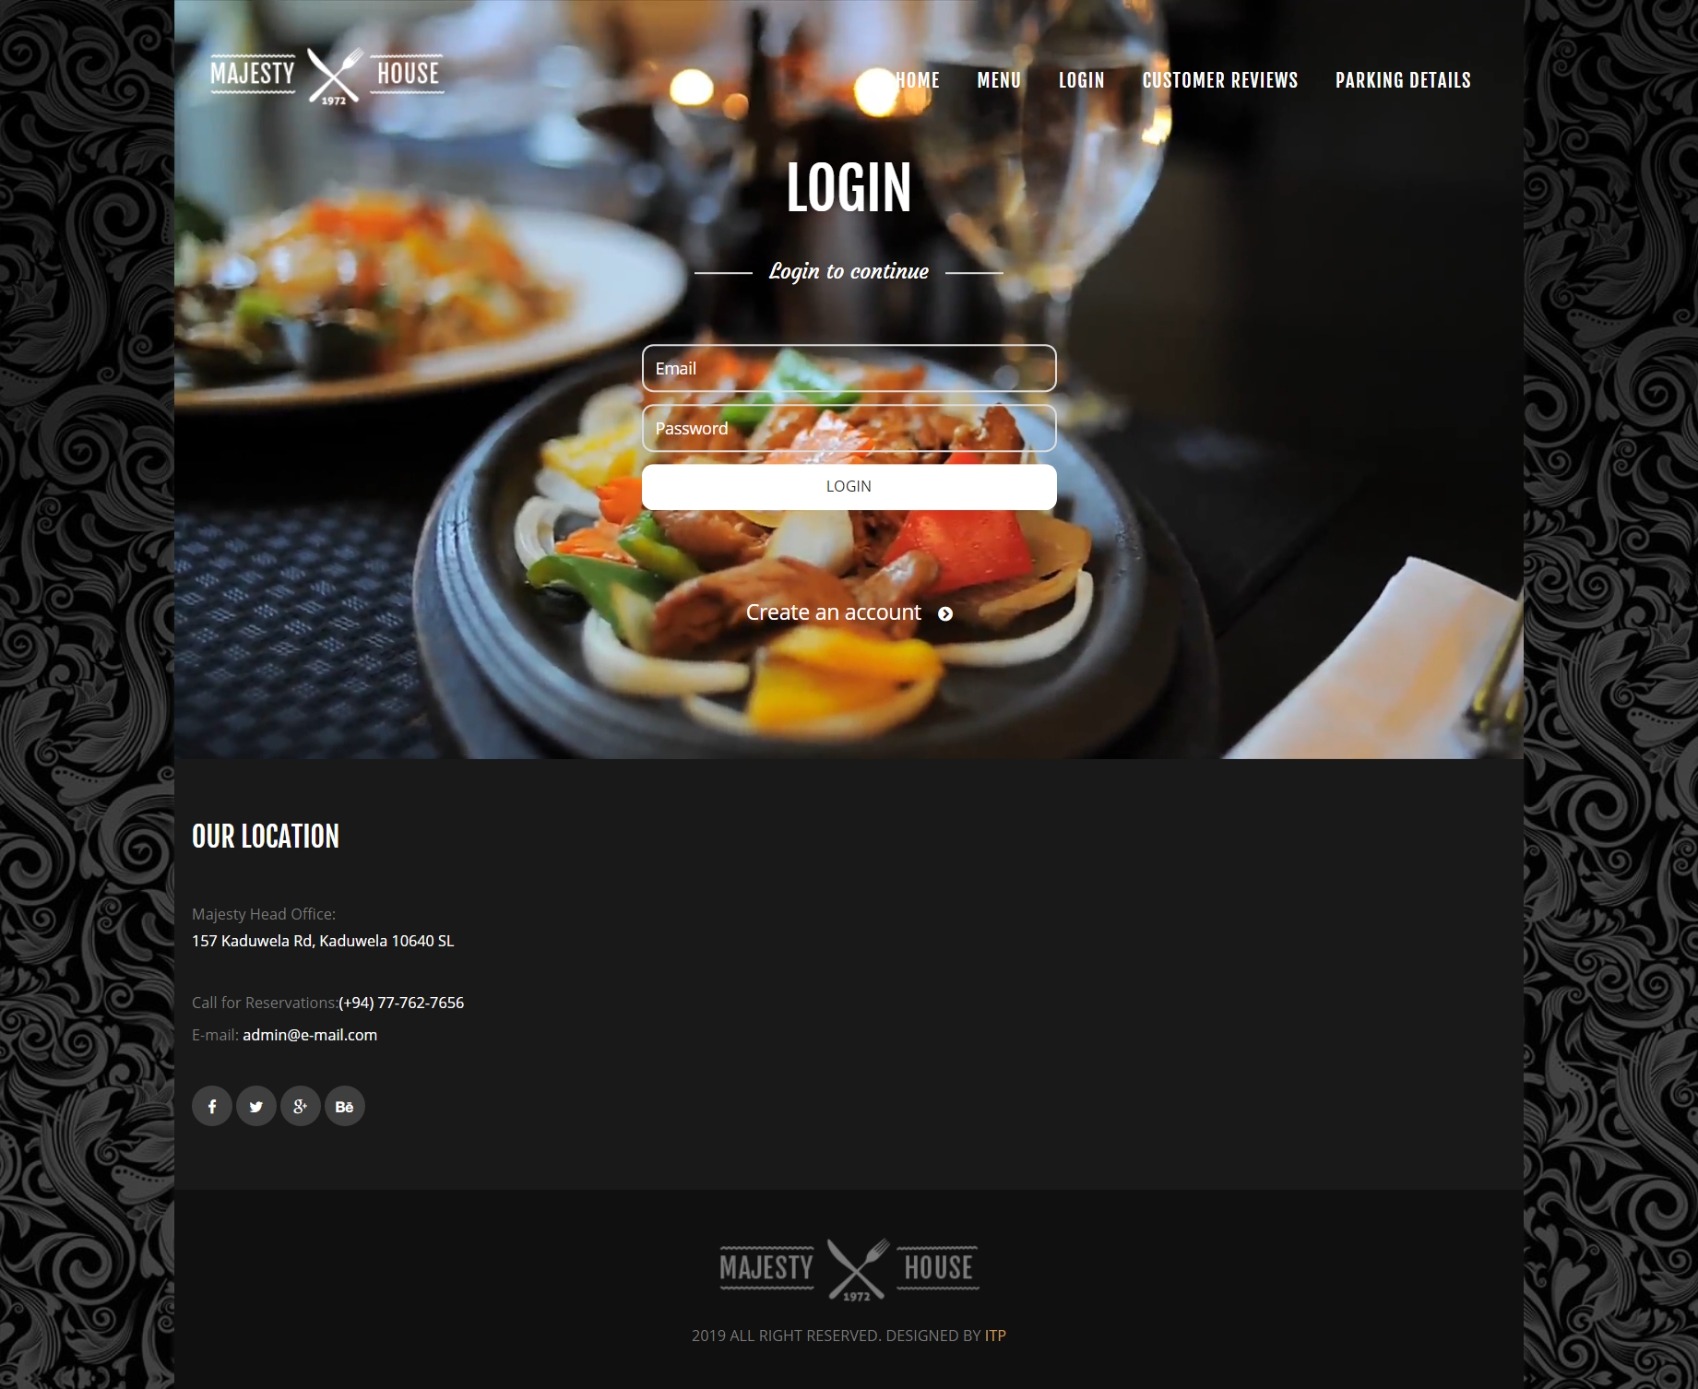 MAJESTY HOUSE
1972
HOME MENU LOGIN CUSTOMER REVIEWS PARKING DETAILS
LOGIN
Login to continue
Email
Password
LOGIN
Create an account
OUR LOCATION
Majesty Head Office:
157 Kaduwela Rd, Kaduwela 10640 SL
Call for Reservations:(+94) 77-762-7656
E-mail: admin@e-mail.com
f g+ Bē
MAJESTY HOUSE
1972
2019 ALL RIGHT RESERVED. DESIGNED BY ITP